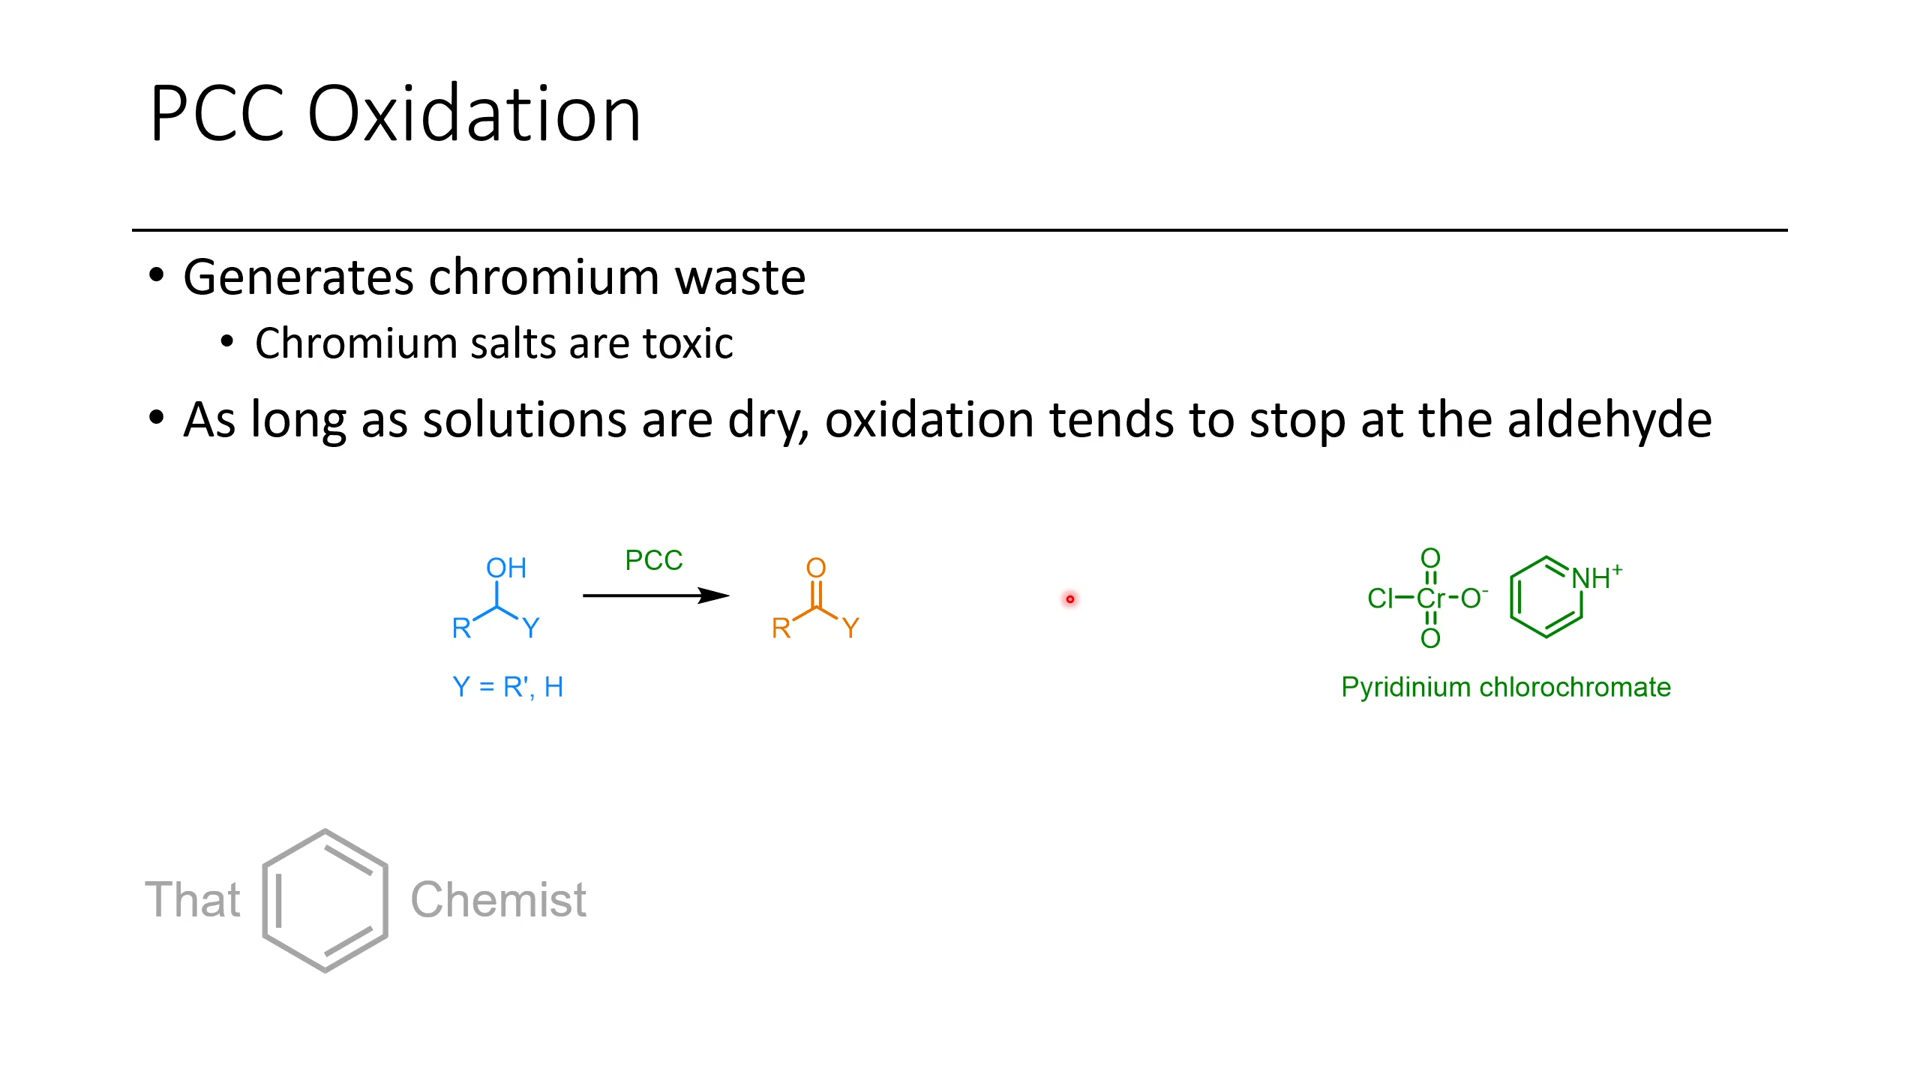 PCC Oxidation
• Generates chromium waste
• Chromium salts are toxic
• As long as solutions are dry, oxidation tends to stop at the aldehyde
OH
R Y
Y = R', H
PCC
O
R Y
O
Cl–Cr–O⁻
O
NH⁺
Pyridinium chlorochromate
That Chemist